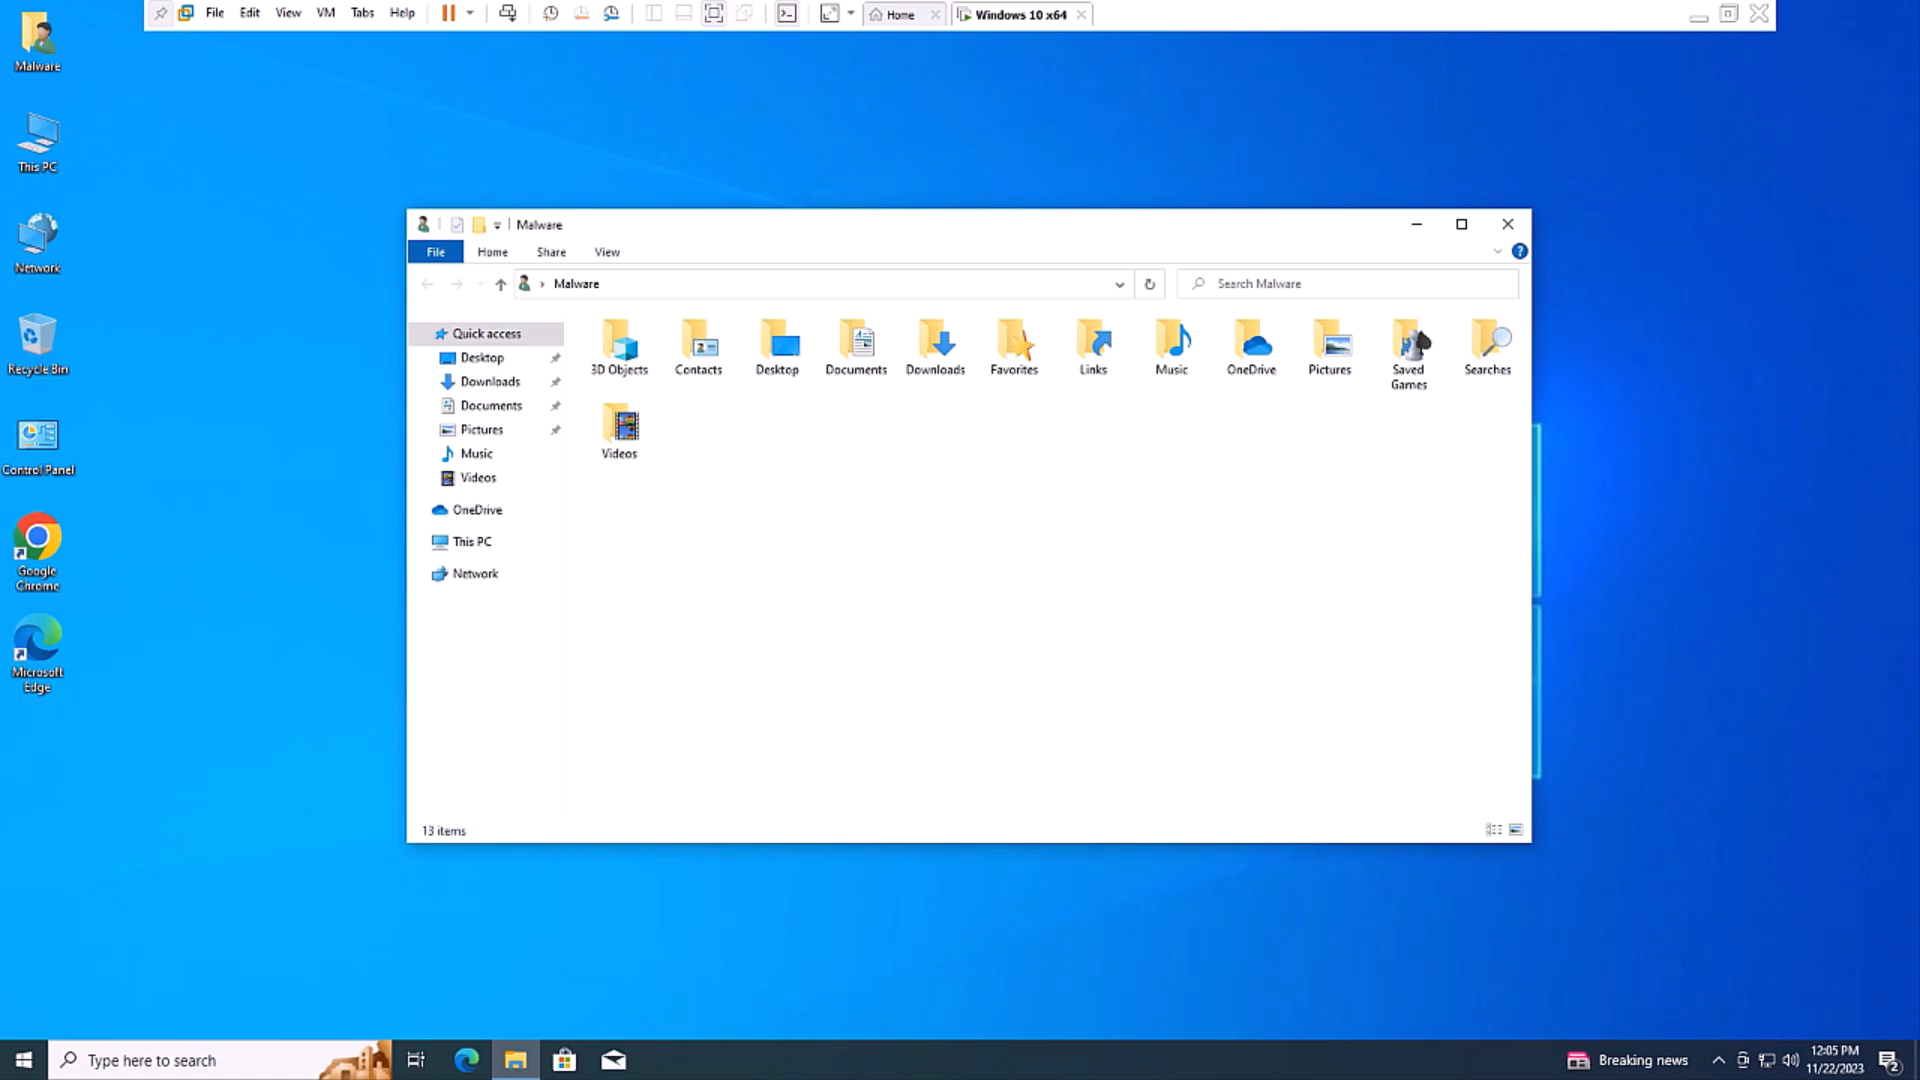 File Edit View VM Tabs Help Home Windows 10 x64
Malware
This PC
Network
Recycle Bin
Control Panel
Google
Chrome
Microsoft
Edge
Malware
File Home Share View
Malware
Search Malware
Quick access
Desktop
Downloads
Documents
Pictures
Music
Videos
OneDrive
This PC
Network
3D Objects Contacts Desktop Documents Downloads Favorites Links Music OneDrive Pictures Saved Games Searches
Videos
13 items
Type here to search
Breaking news
12:05 PM
11/22/2023
2